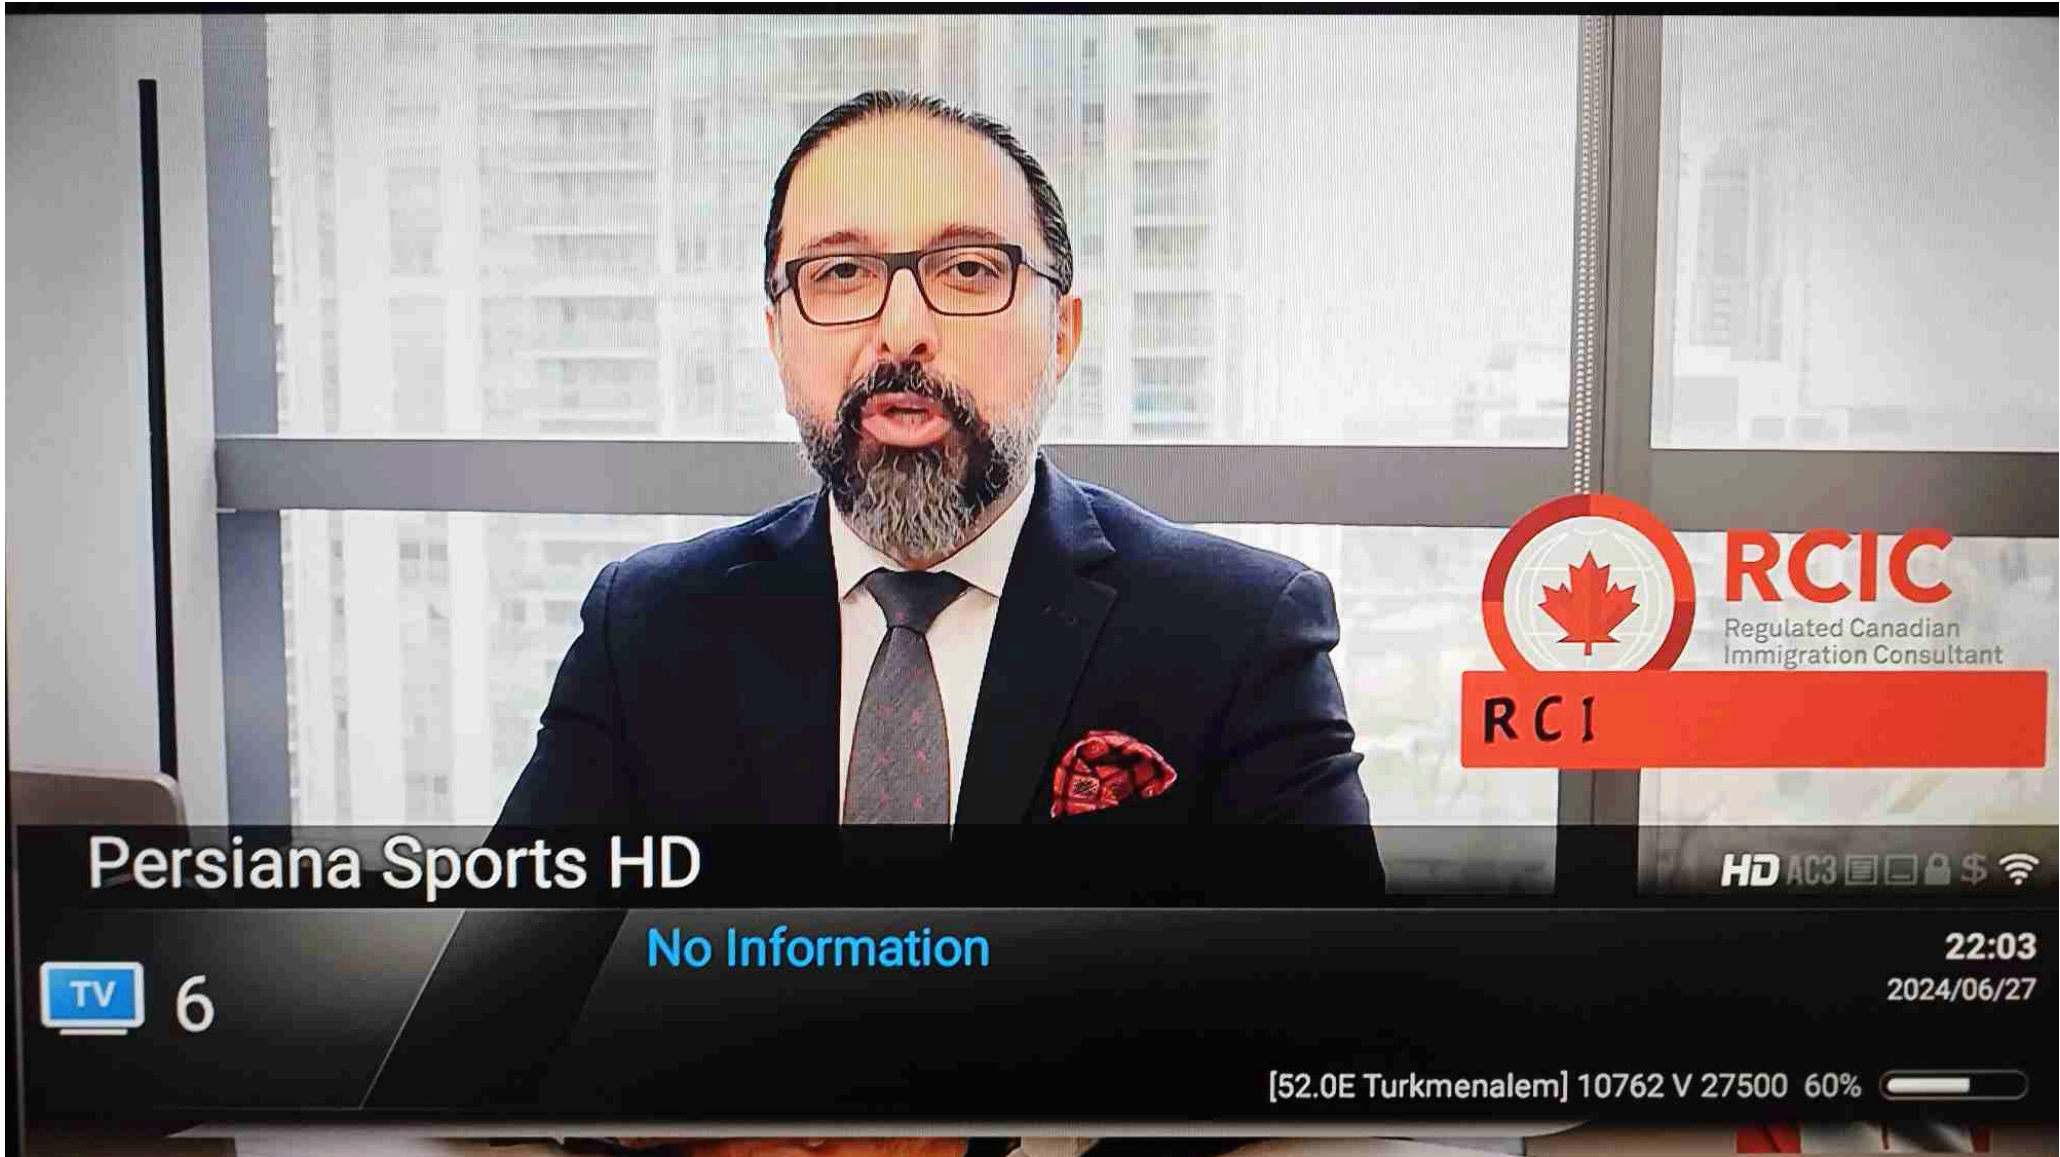 RCIC
Regulated Canadian
Immigration Consultant
RCI
Persiana Sports HD
HD AC3 $
No Information
TV 6
22:03
2024/06/27
[52.0E Turkmenalem] 10762 V 27500 60%